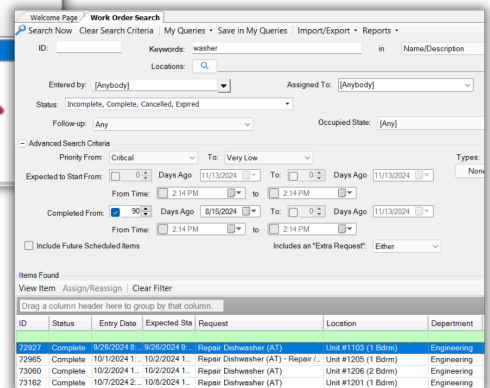 Welcome Page Work Order Search
Search Now Clear Search Criteria My Queries Save in My Queries Import/Export Reports
ID: Keywords: washer in Name/Description
Locations:
Entered by: [Anybody] Assigned To: [Anybody]
Status: Incomplete, Complete, Cancelled, Expired
Follow-up: Any Occupied State: [Any]
Advanced Search Criteria
Priority From: Critical To: Very Low Types:
Expected to Start From: 0 Days Ago 11/13/2024 To: 0 Days Ago 11/13/2024 None
From Time: 2:14 PM to 2:14 PM
Completed From: 90 Days Ago 8/15/2024 To: 0 Days Ago 11/13/2024
From Time: 2:14 PM to 2:14 PM
Include Future Scheduled Items Includes an "Extra Request": Either
Items Found
View Item Assign/Reassign Clear Filter
Drag a column header here to group by that column.
ID Status Entry Date Expected Sta Request Location Department
72927 Complete 9/26/2024 8:... 9/26/2024 9:... Repair Dishwasher (AT) Unit #1103 (1 Bdrm) Engineering
72965 Complete 10/1/2024 1:... 10/2/2024 1... Repair Dishwasher (AT) - Repair /... Unit #1205 (1 Bdrm) Engineering
73060 Complete 10/2/2024 1... 10/2/2024 1... Repair Dishwasher (AT) Unit #1206 (1 Bdrm) Engineering
73162 Complete 10/7/2024 2:... 10/8/2024 1... Repair Dishwasher (AT) Unit #1201 (2 Bdrm) Engineering